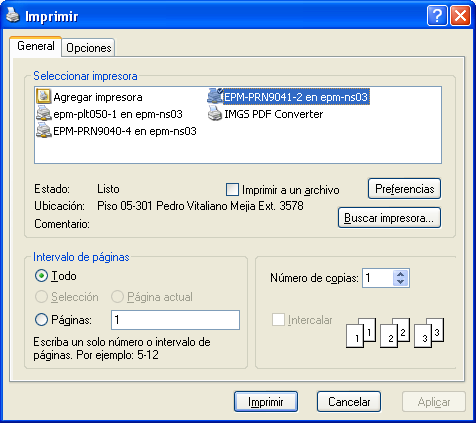 Imprimir
General Opciones
Seleccionar impresora
Agregar impresora EPM-PRN9041-2 en epm-ns03
epm-plt050-1 en epm-ns03 IMGS PDF Converter
EPM-PRN9040-4 en epm-ns03
Estado: Listo Imprimir a un archivo Preferencias
Ubicación: Piso 05-301 Pedro Vitaliano Mejia Ext. 3578
Comentario: Buscar impresora...
Intervalo de páginas
Todo Número de copias: 1
Selección Página actual
Páginas: 1 Intercalar 1 1 2 2 3 3
Escriba un solo número o intervalo de
páginas. Por ejemplo: 5-12
Imprimir Cancelar Aplicar